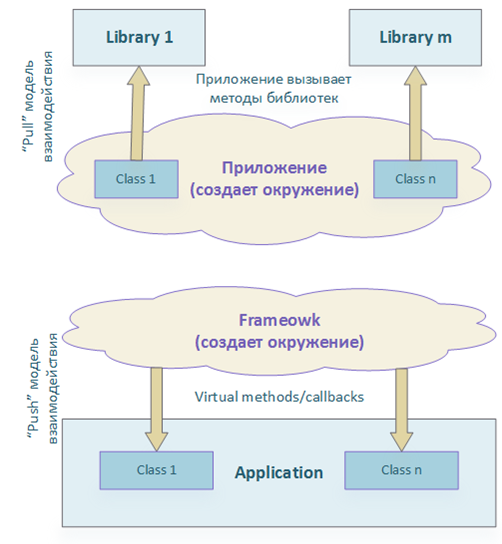 Library 1
Library m
"Pull" модель
взаимодействия
Приложение вызывает
методы библиотек
Class 1
Приложение
(создает окружение)
Class n
Frameowk
(создает окружение)
"Push" модель
взаимодействия
Virtual methods/callbacks
Class 1
Application
Class n